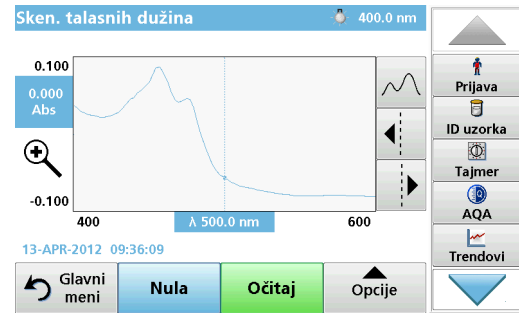 Sken. talasnih dužina
400.0 nm
0.100
0.000
Abs
-0.100
400
λ 500.0 nm
600
13-APR-2012 09:36:09
Glavni
meni
Nula
Očitaj
Opcije
Prijava
ID uzorka
Tajmer
AQA
Trendovi